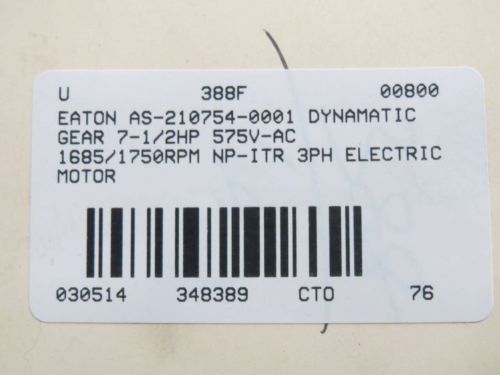 U 388F 00800
EATON AS-210754-0001 DYNAMATIC
GEAR 7-1/2HP 575V-AC
1685/1750RPM NP-ITR 3PH ELECTRIC
MOTOR
030514 348389 CTO 76